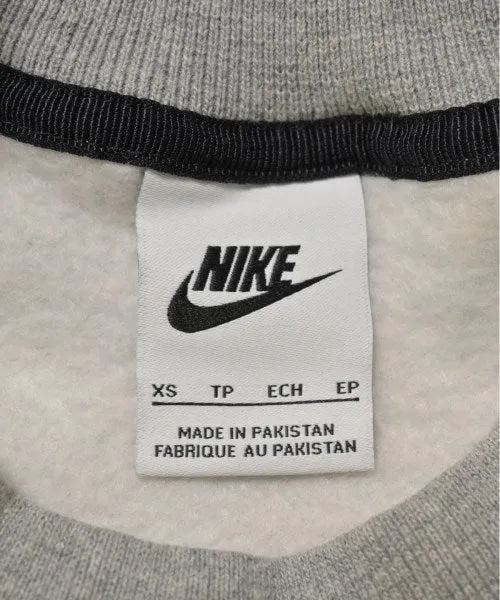 NIKE
XS TP ECH EP
MADE IN PAKISTAN
FABRIQUE AU PAKISTAN